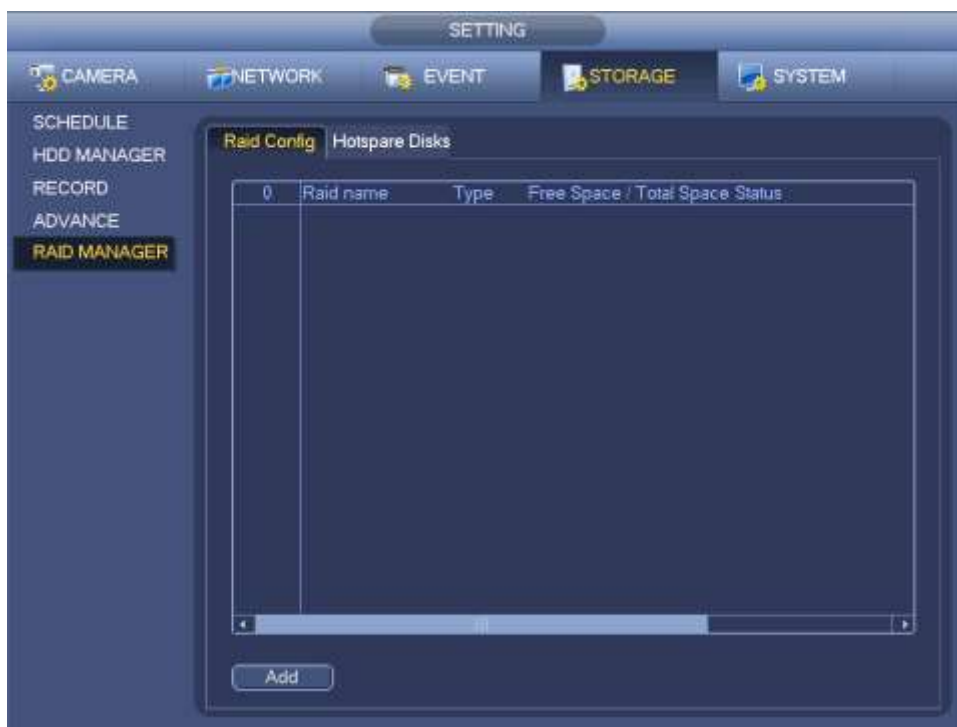 SETTING
CAMERA NETWORK EVENT STORAGE SYSTEM
SCHEDULE
HDD MANAGER
RECORD
ADVANCE
RAID MANAGER
Raid Config Hotspare Disks
0 Raid name Type Free Space / Total Space Status
Add